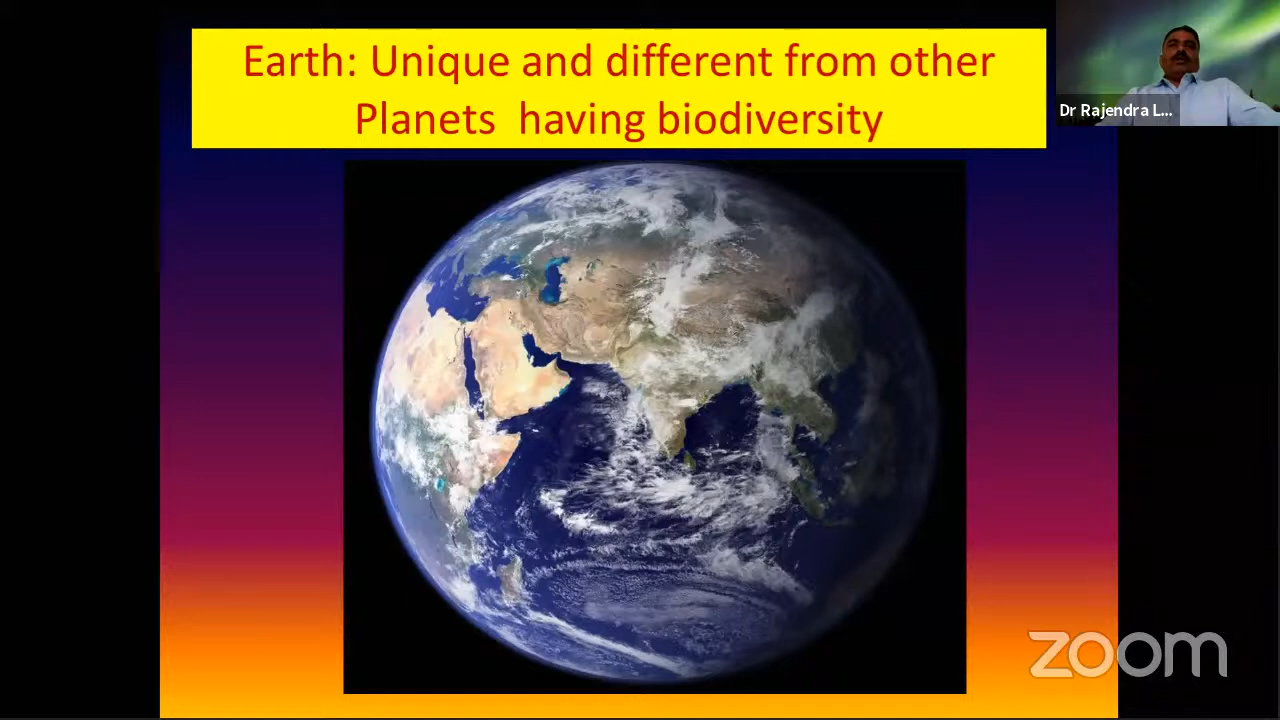 Earth: Unique and different from other
Planets having biodiversity
Dr Rajendra L...
zoom